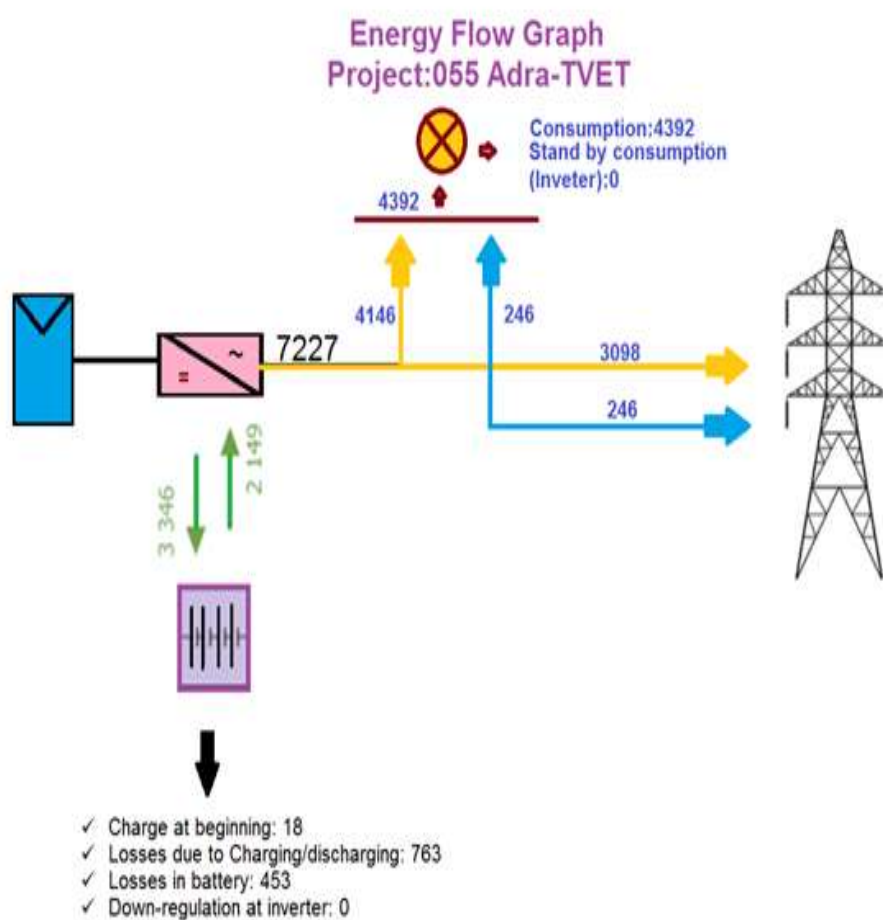 Energy Flow Graph
Project:055 Adra-TVET
Consumption:4392
Stand by consumption
(Inveter):0
4392
4146
246
7227
3098
246
~
=
3 346
2 149
✓ Charge at beginning: 18
✓ Losses due to Charging/discharging: 763
✓ Losses in battery: 453
✓ Down-regulation at inverter: 0